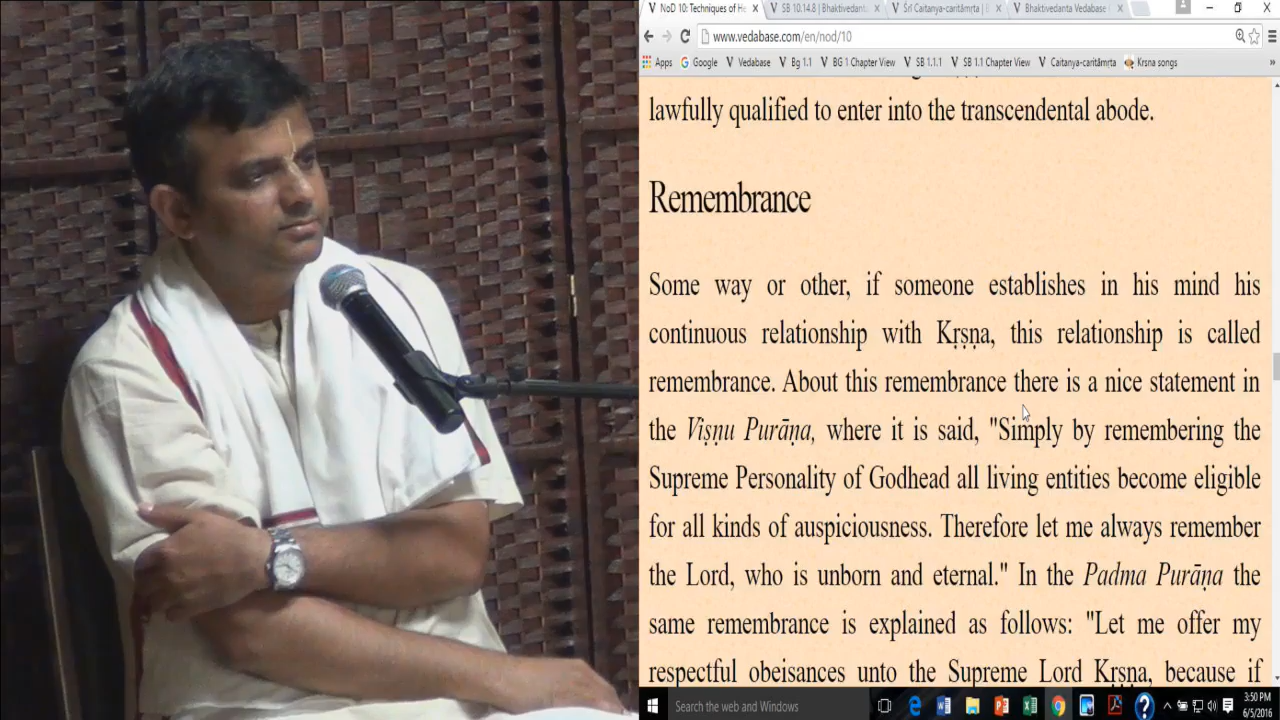 NoD 10: Techniques of He
SB 10.14.8 | Bhaktivedant
Śrī Caitanya-caritāmṛta | B
Bhaktivedanta Vedabase
www.vedabase.com/en/nod/10
Apps Google Vedabase Bg 1.1 BG 1 Chapter View SB 1.1.1 SB 1.1 Chapter View Caitanya-caritāmṛta Krsna songs »
lawfully qualified to enter into the transcendental abode.
Remembrance
Some way or other, if someone establishes in his mind his
continuous relationship with Kṛṣṇa, this relationship is called
remembrance. About this remembrance there is a nice statement in
the Viṣṇu Purāṇa, where it is said, "Simply by remembering the
Supreme Personality of Godhead all living entities become eligible
for all kinds of auspiciousness. Therefore let me always remember
the Lord, who is unborn and eternal." In the Padma Purāṇa the
same remembrance is explained as follows: "Let me offer my
respectful obeisances unto the Supreme Lord Kṛṣṇa, because if
Search the web and Windows
3:50 PM
6/5/2016